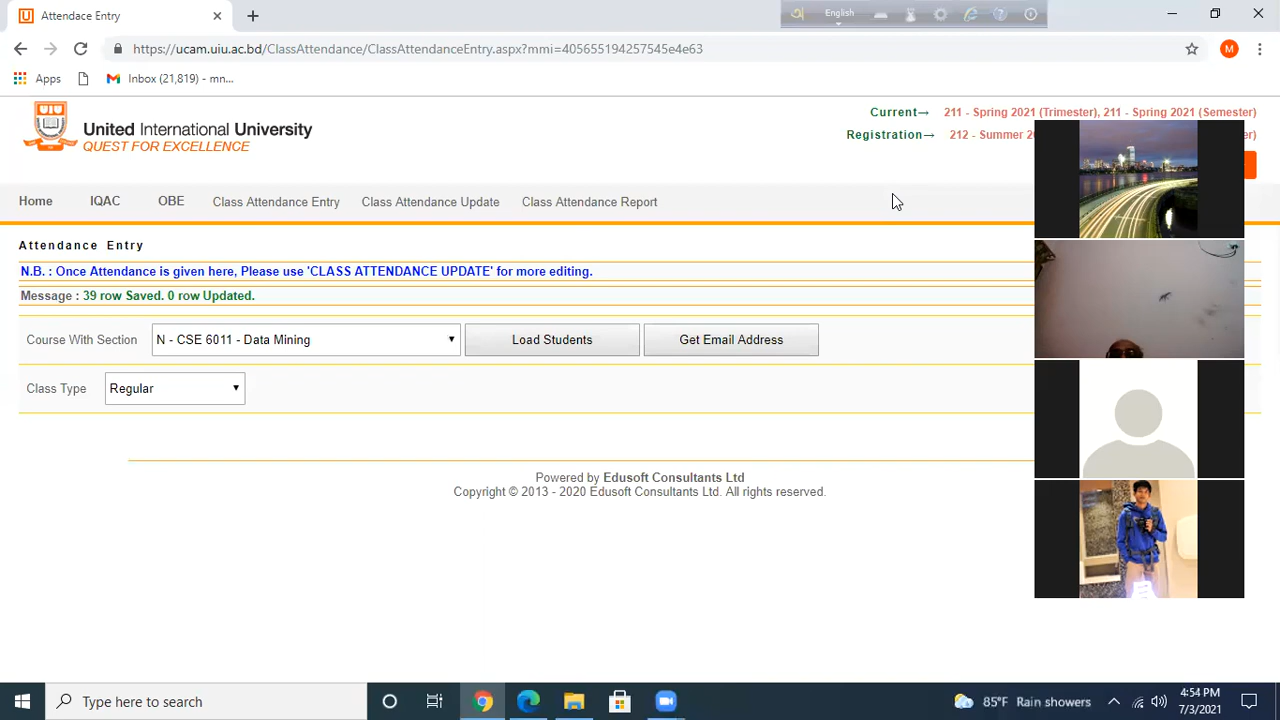 Attendace Entry
English
https://ucam.uiu.ac.bd/ClassAttendance/ClassAttendanceEntry.aspx?mmi=405655194257545e4e63
M
Apps
Inbox (21,819) - mn...
United International University
QUEST FOR EXCELLENCE
Current→ 211 - Spring 2021 (Trimester), 211 - Spring 2021 (Semester)
Registration→ 212 - Summer er)
Home IQAC OBE Class Attendance Entry Class Attendance Update Class Attendance Report
Attendance Entry
N.B. : Once Attendance is given here, Please use 'CLASS ATTENDANCE UPDATE' for more editing.
Message : 39 row Saved. 0 row Updated.
Course With Section N - CSE 6011 - Data Mining Load Students Get Email Address
Class Type Regular
Powered by Edusoft Consultants Ltd
Copyright © 2013 - 2020 Edusoft Consultants Ltd. All rights reserved.
Type here to search
85°F Rain showers
4:54 PM
7/3/2021